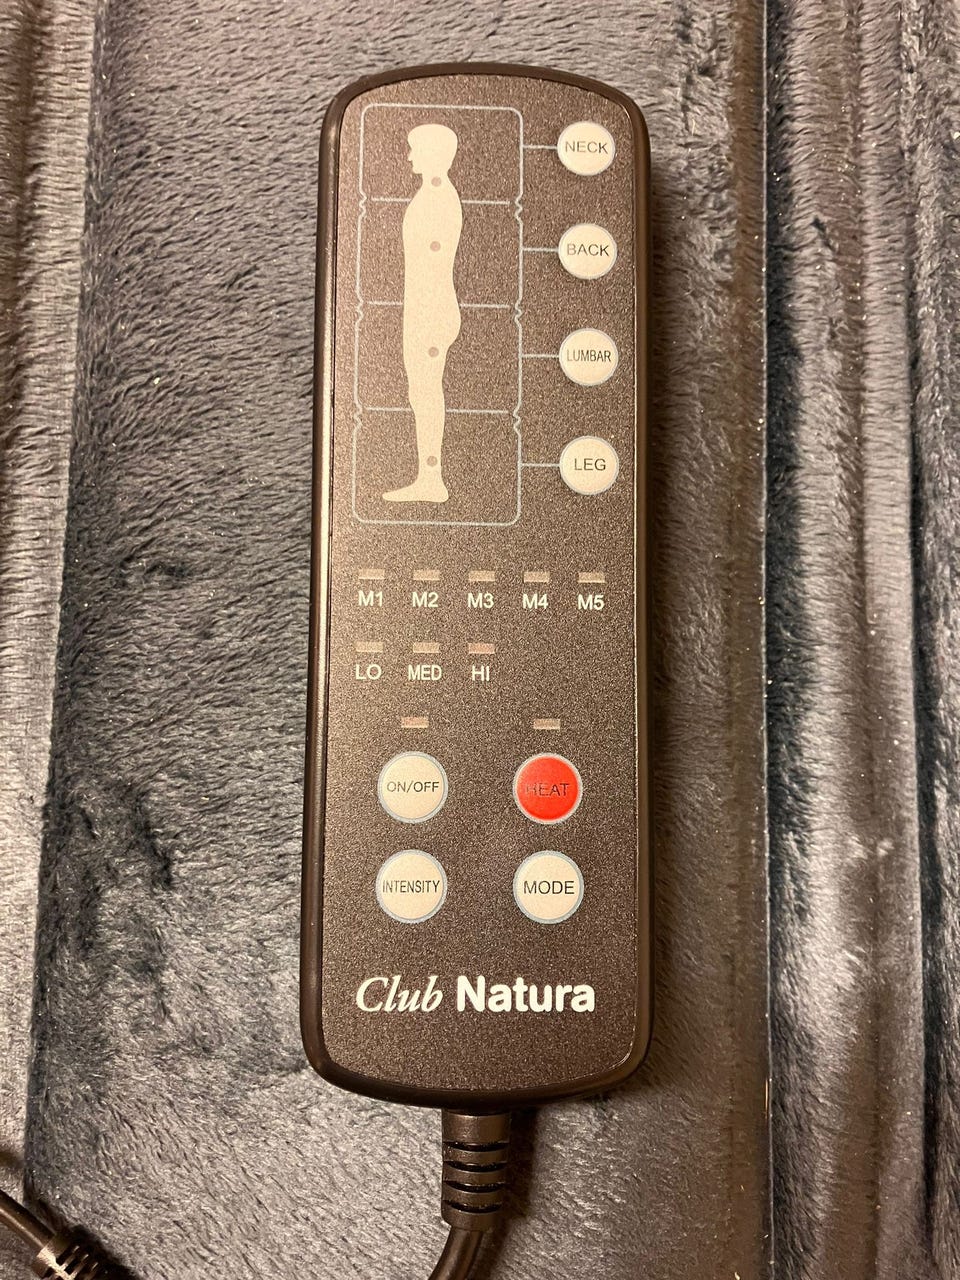 NECK
BACK
LUMBAR
LEG
M1 M2 M3 M4 M5
LO MED HI
ON/OFF HEAT
INTENSITY MODE
Club Natura